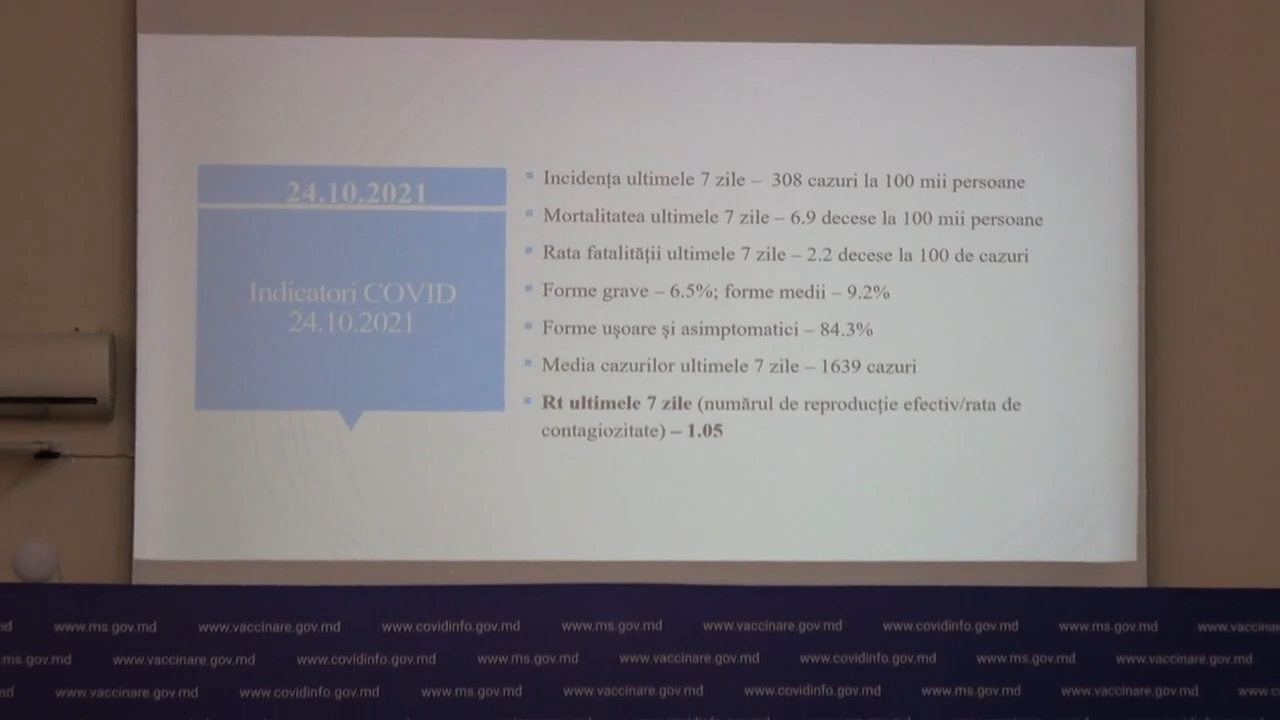 24.10.2021
Indicatori COVID
24.10.2021
Incidența ultimele 7 zile – 308 cazuri la 100 mii persoane
Mortalitatea ultimele 7 zile – 6.9 decese la 100 mii persoane
Rata fatalității ultimele 7 zile – 2.2 decese la 100 de cazuri
Forme grave – 6.5%; forme medii – 9.2%
Forme ușoare și asimptomatici – 84.3%
Media cazurilor ultimele 7 zile – 1639 cazuri
Rt ultimele 7 zile (numărul de reproducție efectiv/rata de
contagiozitate) – 1.05
www.ms.gov.md www.vaccinare.gov.md www.covidinfo.gov.md www.ms.gov.md www.vaccinare.gov.md www.covidinfo.gov.md www.ms.gov.md
ms.gov.md www.vaccinare.gov.md www.covidinfo.gov.md www.ms.gov.md www.vaccinare.gov.md www.covidinfo.gov.md www.ms.gov.md www.vaccinare.gov.md
www.vaccinare.gov.md www.covidinfo.gov.md www.ms.gov.md www.vaccinare.gov.md www.covidinfo.gov.md www.ms.gov.md www.vaccinare.gov.md